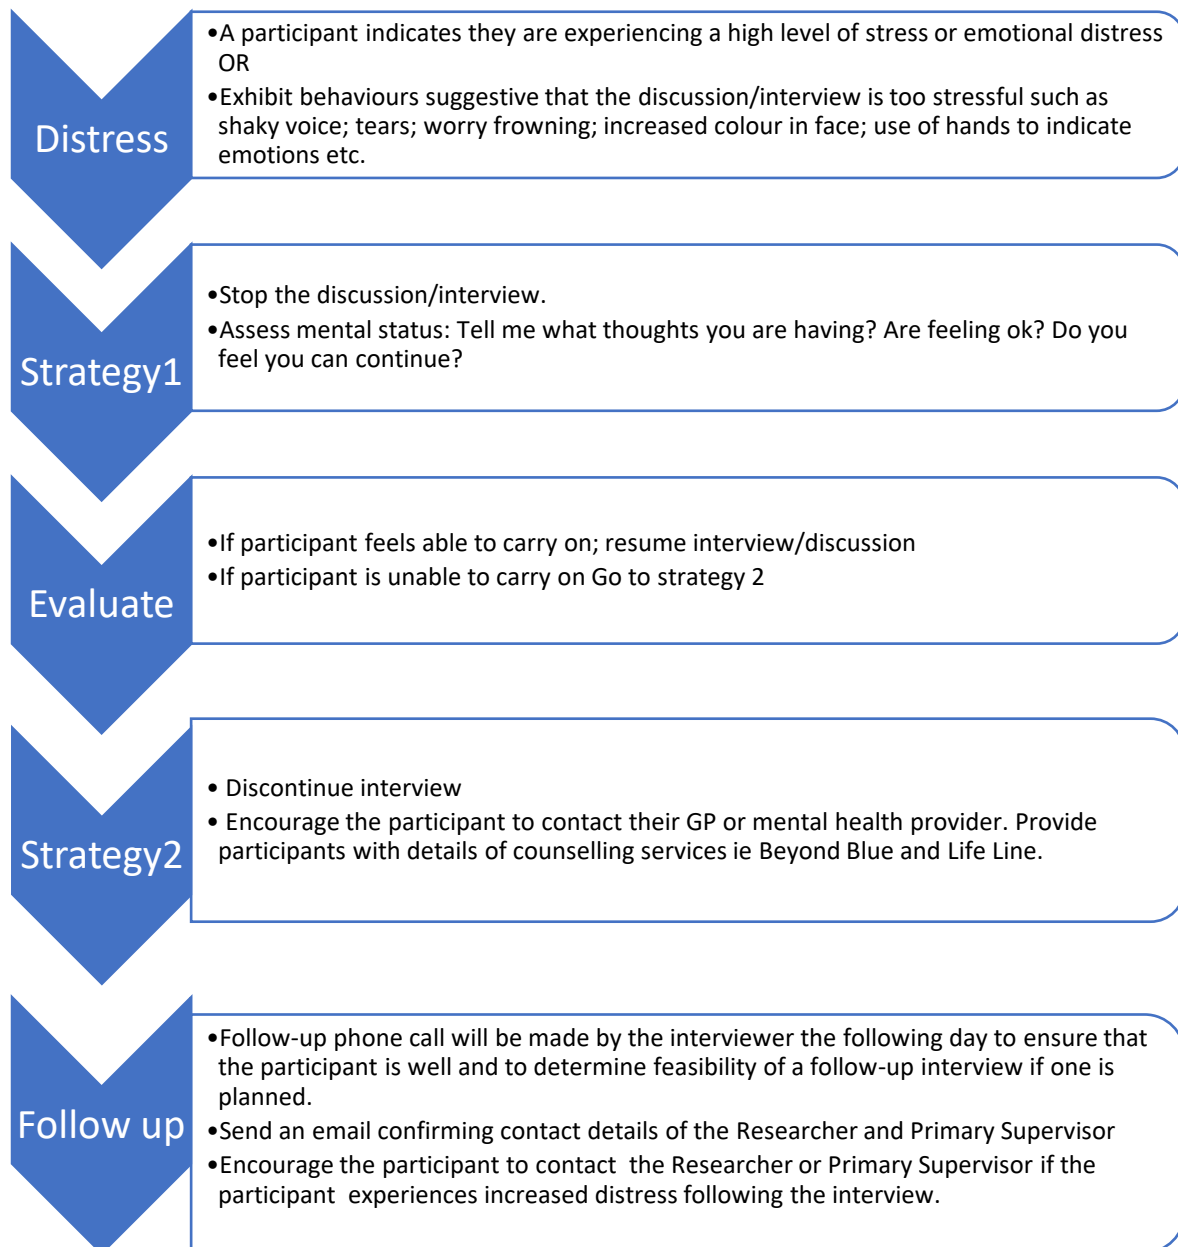 Distress
•A participant indicates they are experiencing a high level of stress or emotional distress
OR
•Exhibit behaviours suggestive that the discussion/interview is too stressful such as
shaky voice; tears; worry frowning; increased colour in face; use of hands to indicate
emotions etc.
Strategy1
•Stop the discussion/interview.
•Assess mental status: Tell me what thoughts you are having? Are feeling ok? Do you
feel you can continue?
Evaluate
•If participant feels able to carry on; resume interview/discussion
•If participant is unable to carry on Go to strategy 2
Strategy2
• Discontinue interview
• Encourage the participant to contact their GP or mental health provider. Provide
participants with details of counselling services ie Beyond Blue and Life Line.
Follow up
•Follow-up phone call will be made by the interviewer the following day to ensure that
the participant is well and to determine feasibility of a follow-up interview if one is
planned.
•Send an email confirming contact details of the Researcher and Primary Supervisor
•Encourage the participant to contact  the Researcher or Primary Supervisor if the
participant  experiences increased distress following the interview.